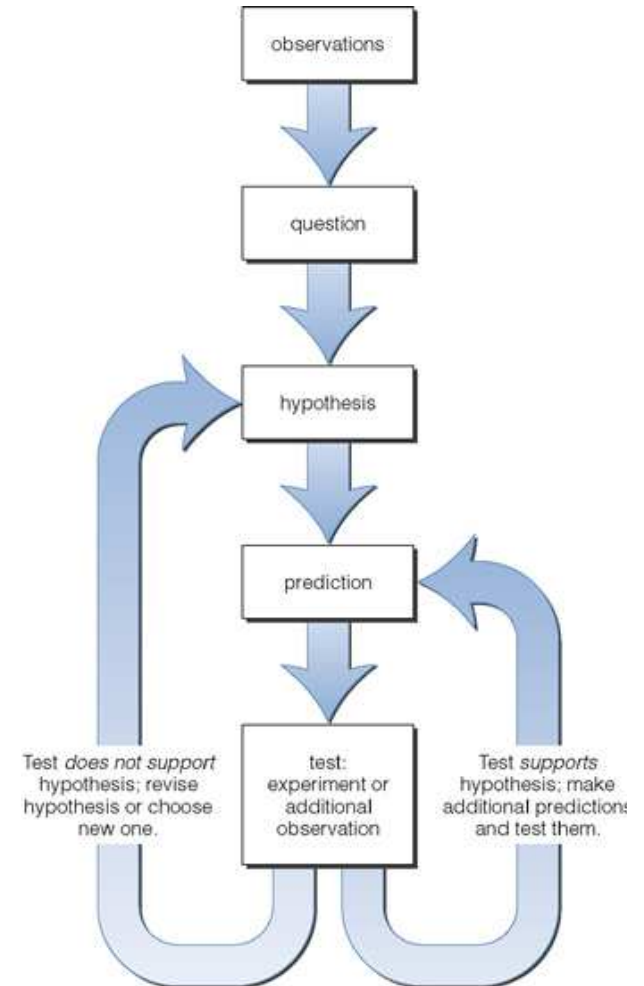 observations
question
hypothesis
prediction
Test does not support
hypothesis; revise
hypothesis or choose
new one.
test:
experiment or
additional
observation
Test supports
hypothesis; make
additional predictions
and test them.